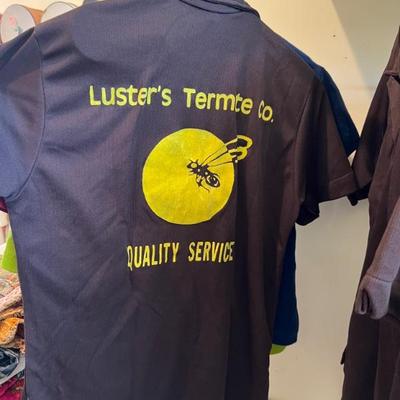 Luster's Termite Co.
QUALITY SERVICE